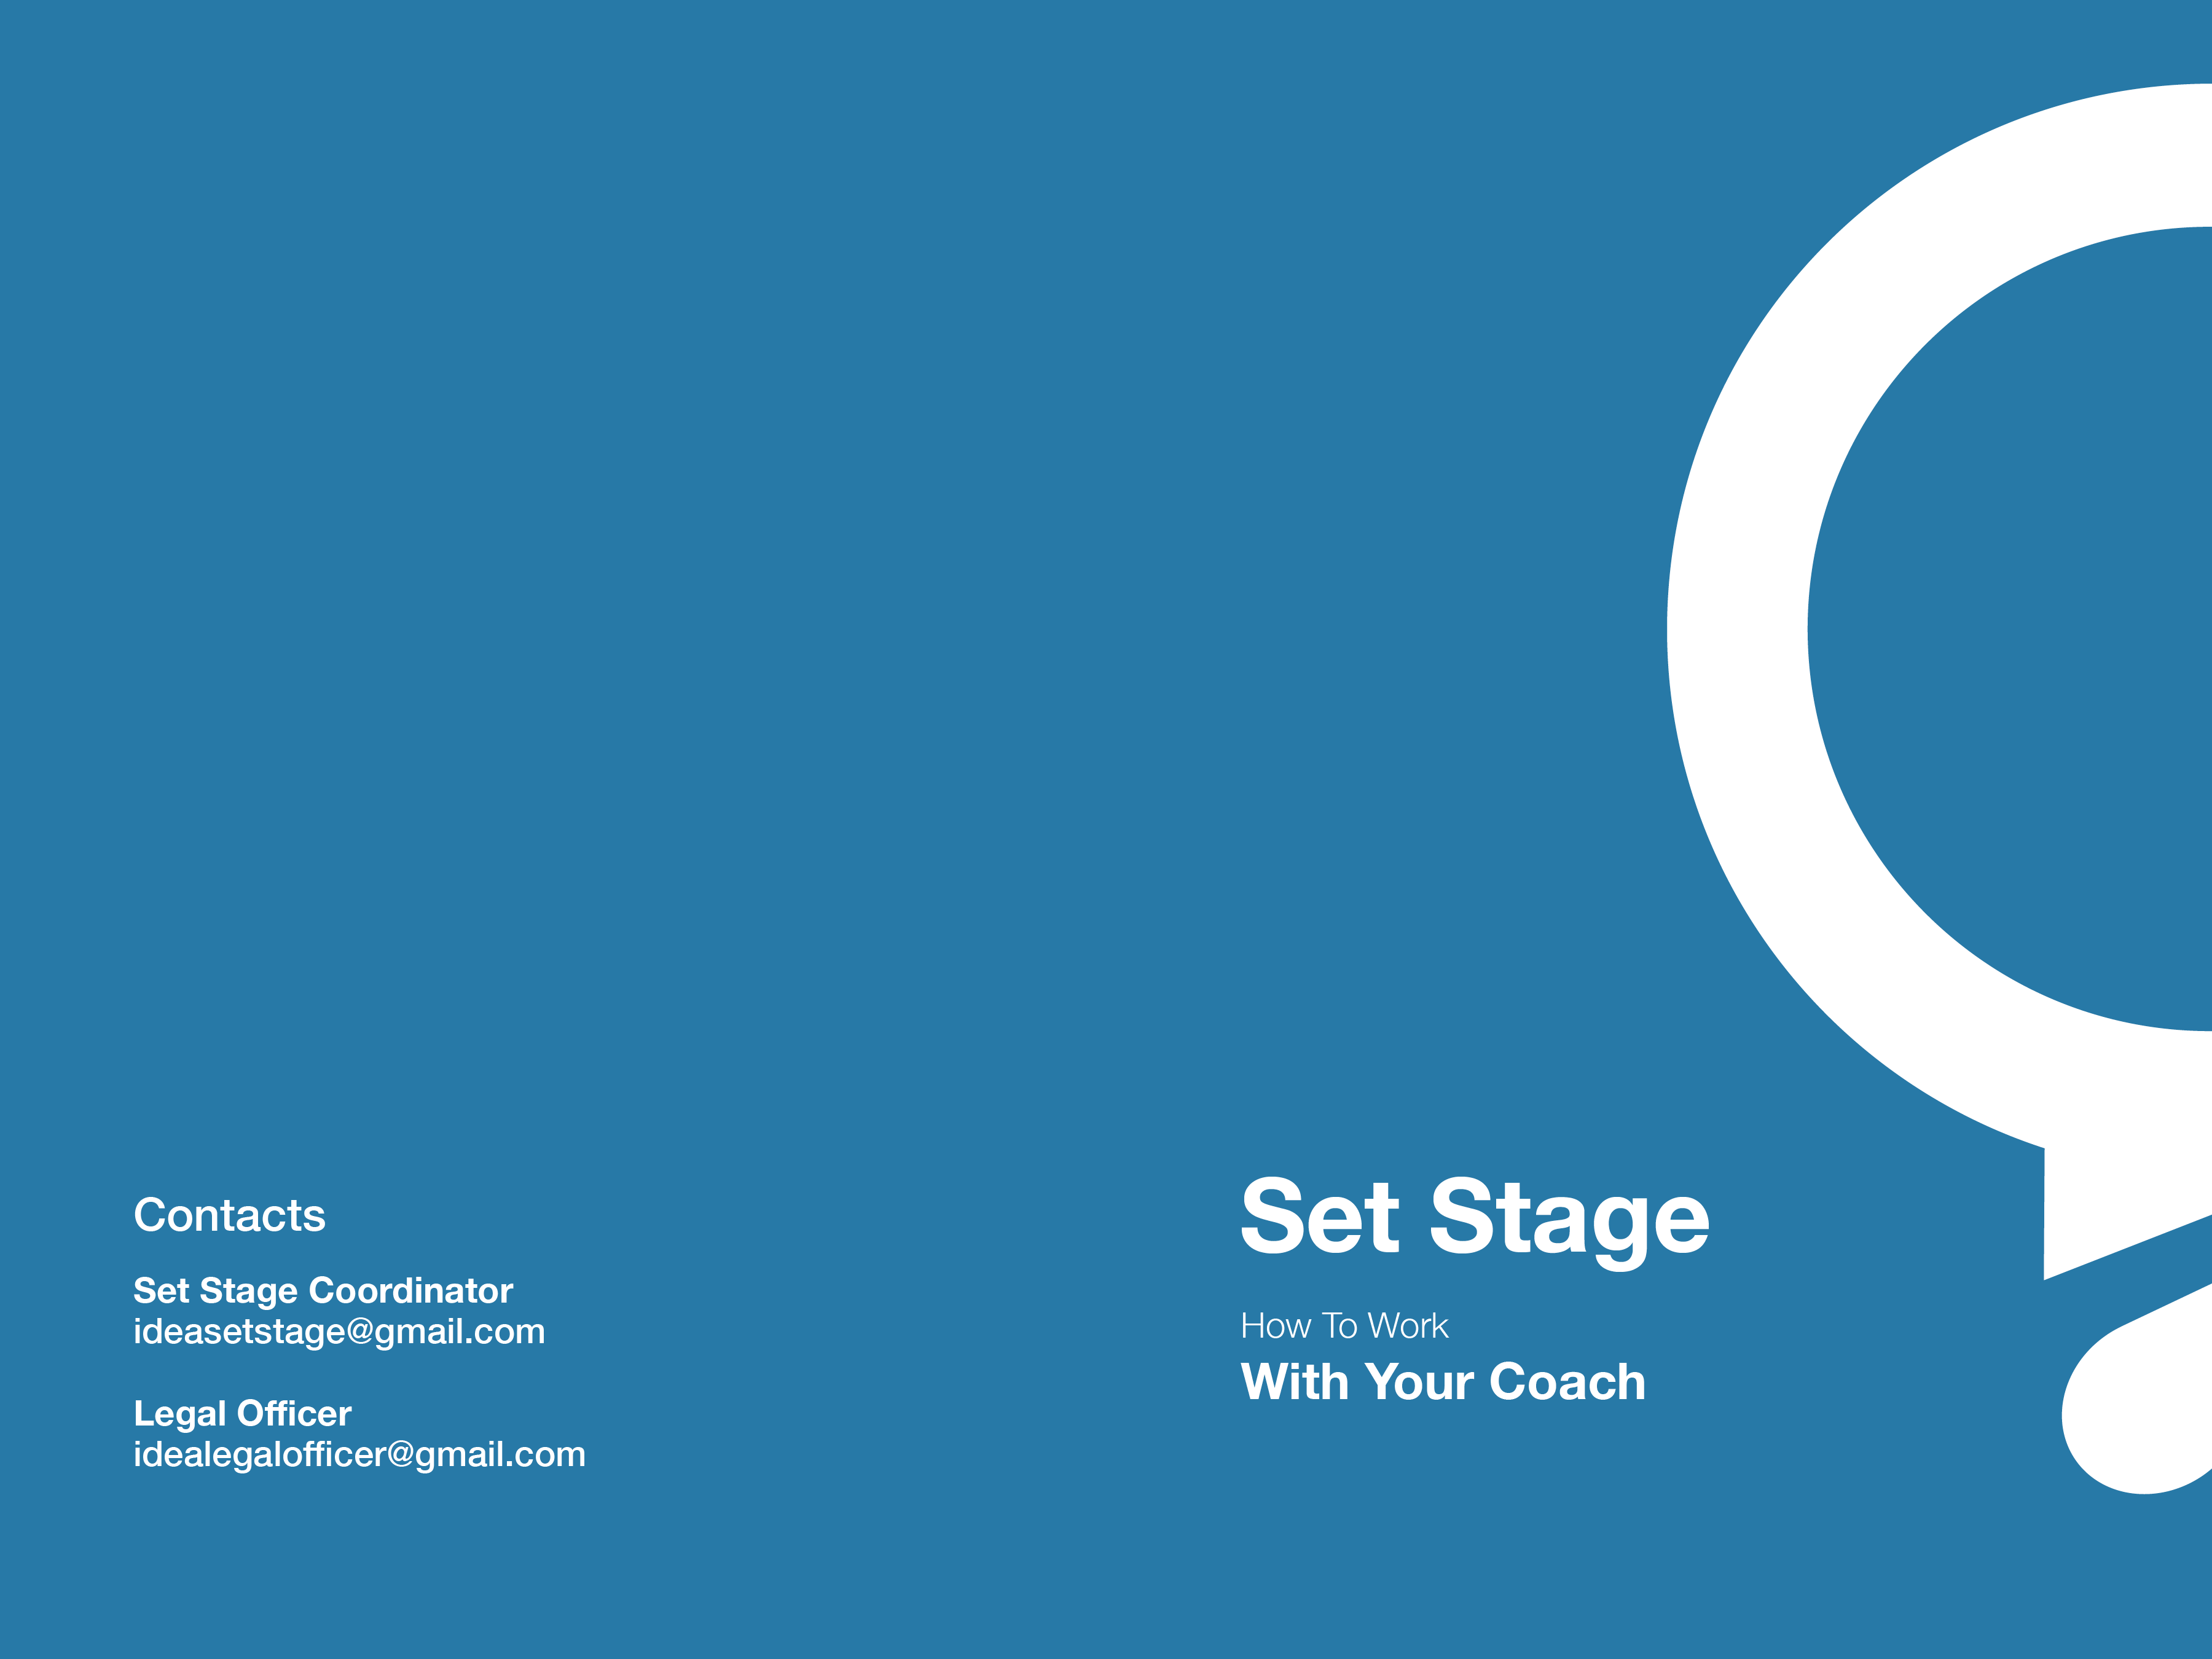 Contacts
Set Stage Coordinator
ideasetstage@gmail.com
Legal Officer
idealegalofficer@gmail.com
Set Stage
How To Work
With Your Coach